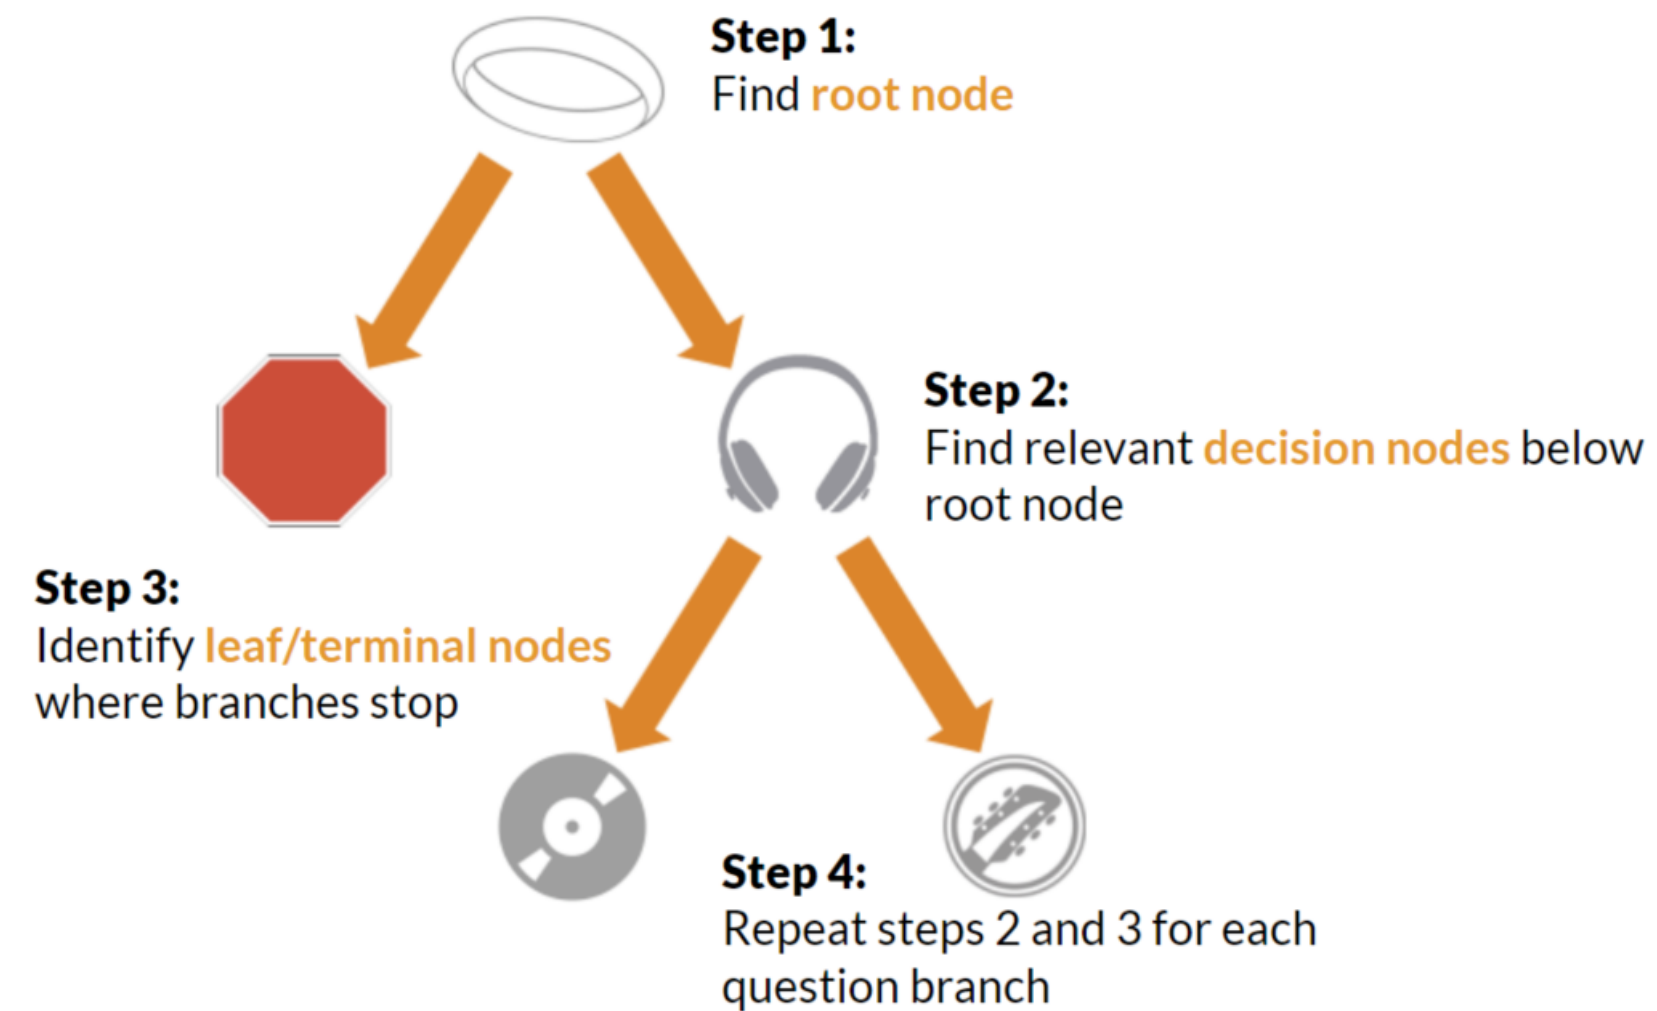 Step 1:
Find root node
Step 2:
Find relevant decision nodes below
root node
Step 3:
Identify leaf/terminal nodes
where branches stop
Step 4:
Repeat steps 2 and 3 for each
question branch